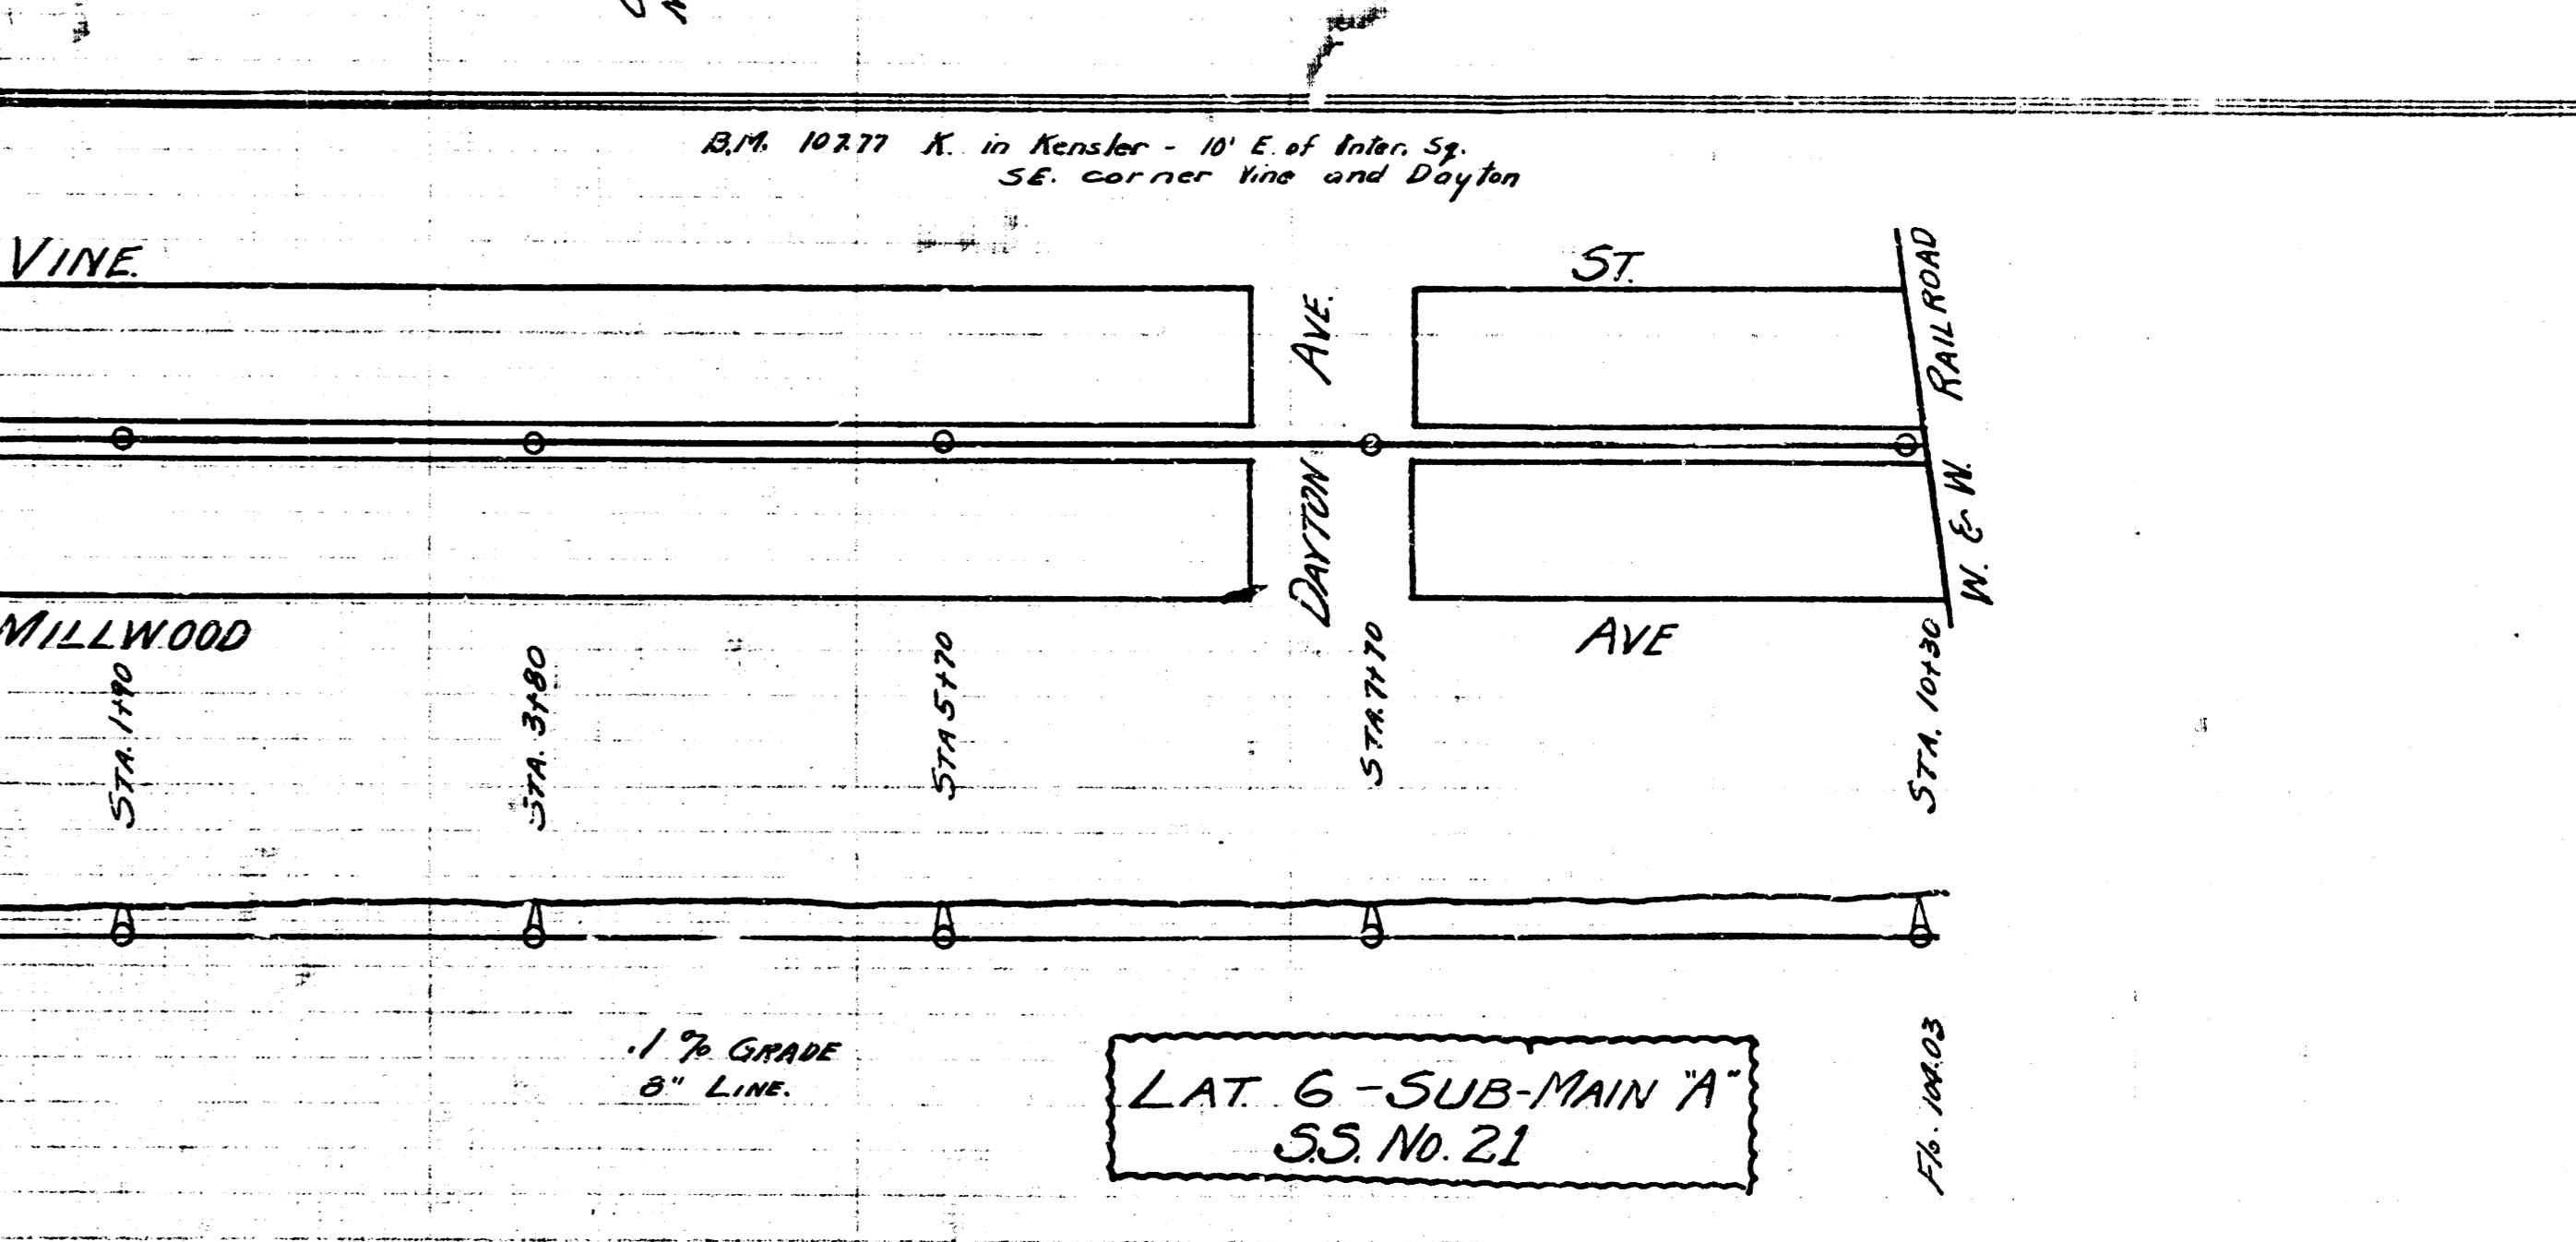 B.M. 107.77 K. in Kensler - 10' E. of Inter. Sq.
SE. corner Vine and Dayton
VINE. ST.
W. & W. RAILROAD
DAYTON AVE.
MILLWOOD AVE
STA. 1+90
STA. 3+80
STA 5+70
STA. 7+70
STA. 10+30
.1 % GRADE
8" LINE.
LAT. 6 - SUB-MAIN "A"
S.S. No. 21
104.03